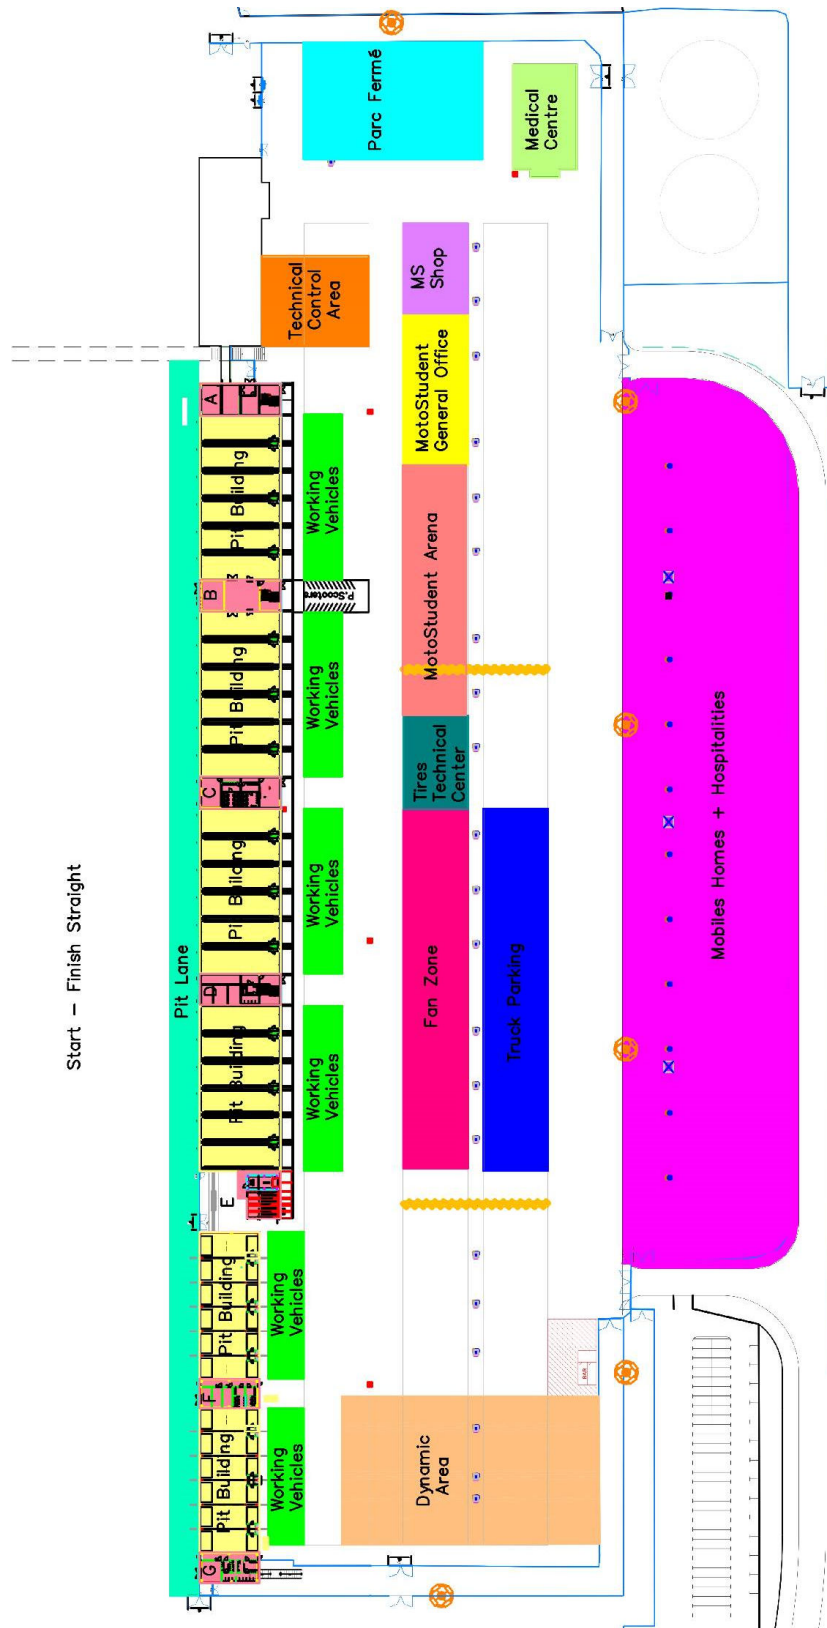 Parc Fermé
Medical
Centre
Technical
Control
Area
MS
Shop
MotoStudent
General Office
A
Pit Building
Working
Vehicles
MotoStudent Arena
B
P.Scooters
Pit Building
Working
Vehicles
Tires
Technical
Center
C
Pit Building
Working
Vehicles
Start – Finish Straight
Pit Lane
Fan Zone
Truck Parking
Mobiles Homes + Hospitalities
D
Pit Building
Working
Vehicles
E
Pit Building
Working
Vehicles
BAR
F
Pit Building
Working
Vehicles
Dynamic
Area
G